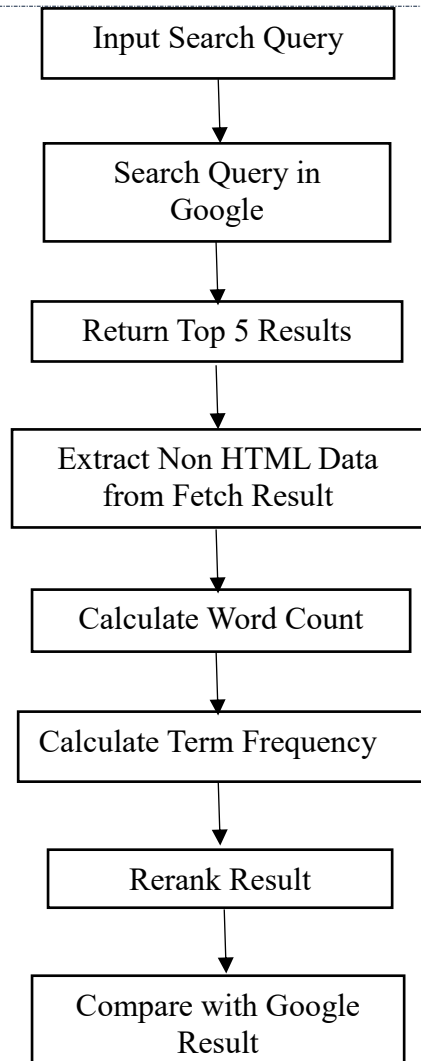 Input Search Query
Search Query in
Google
Return Top 5 Results
Extract Non HTML Data
from Fetch Result
Calculate Word Count
Calculate Term Frequency
Rerank Result
Compare with Google
Result